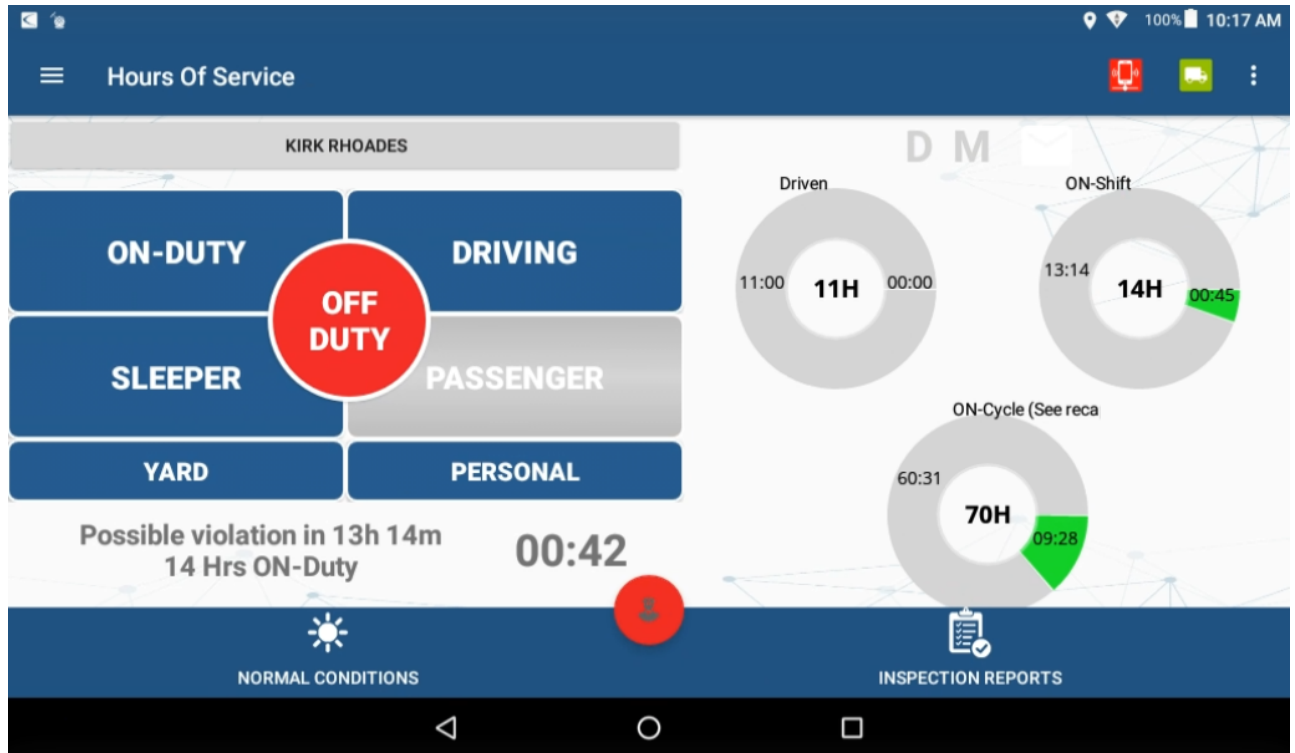 100% 10:17 AM
Hours Of Service
KIRK RHOADES
ON-DUTY
DRIVING
OFF
DUTY
SLEEPER
PASSENGER
YARD
PERSONAL
Possible violation in 13h 14m
14 Hrs ON-Duty
00:42
D M
Driven
11:00
11H
00:00
ON-Shift
13:14
14H
00:45
ON-Cycle (See reca
60:31
70H
09:28
NORMAL CONDITIONS
INSPECTION REPORTS